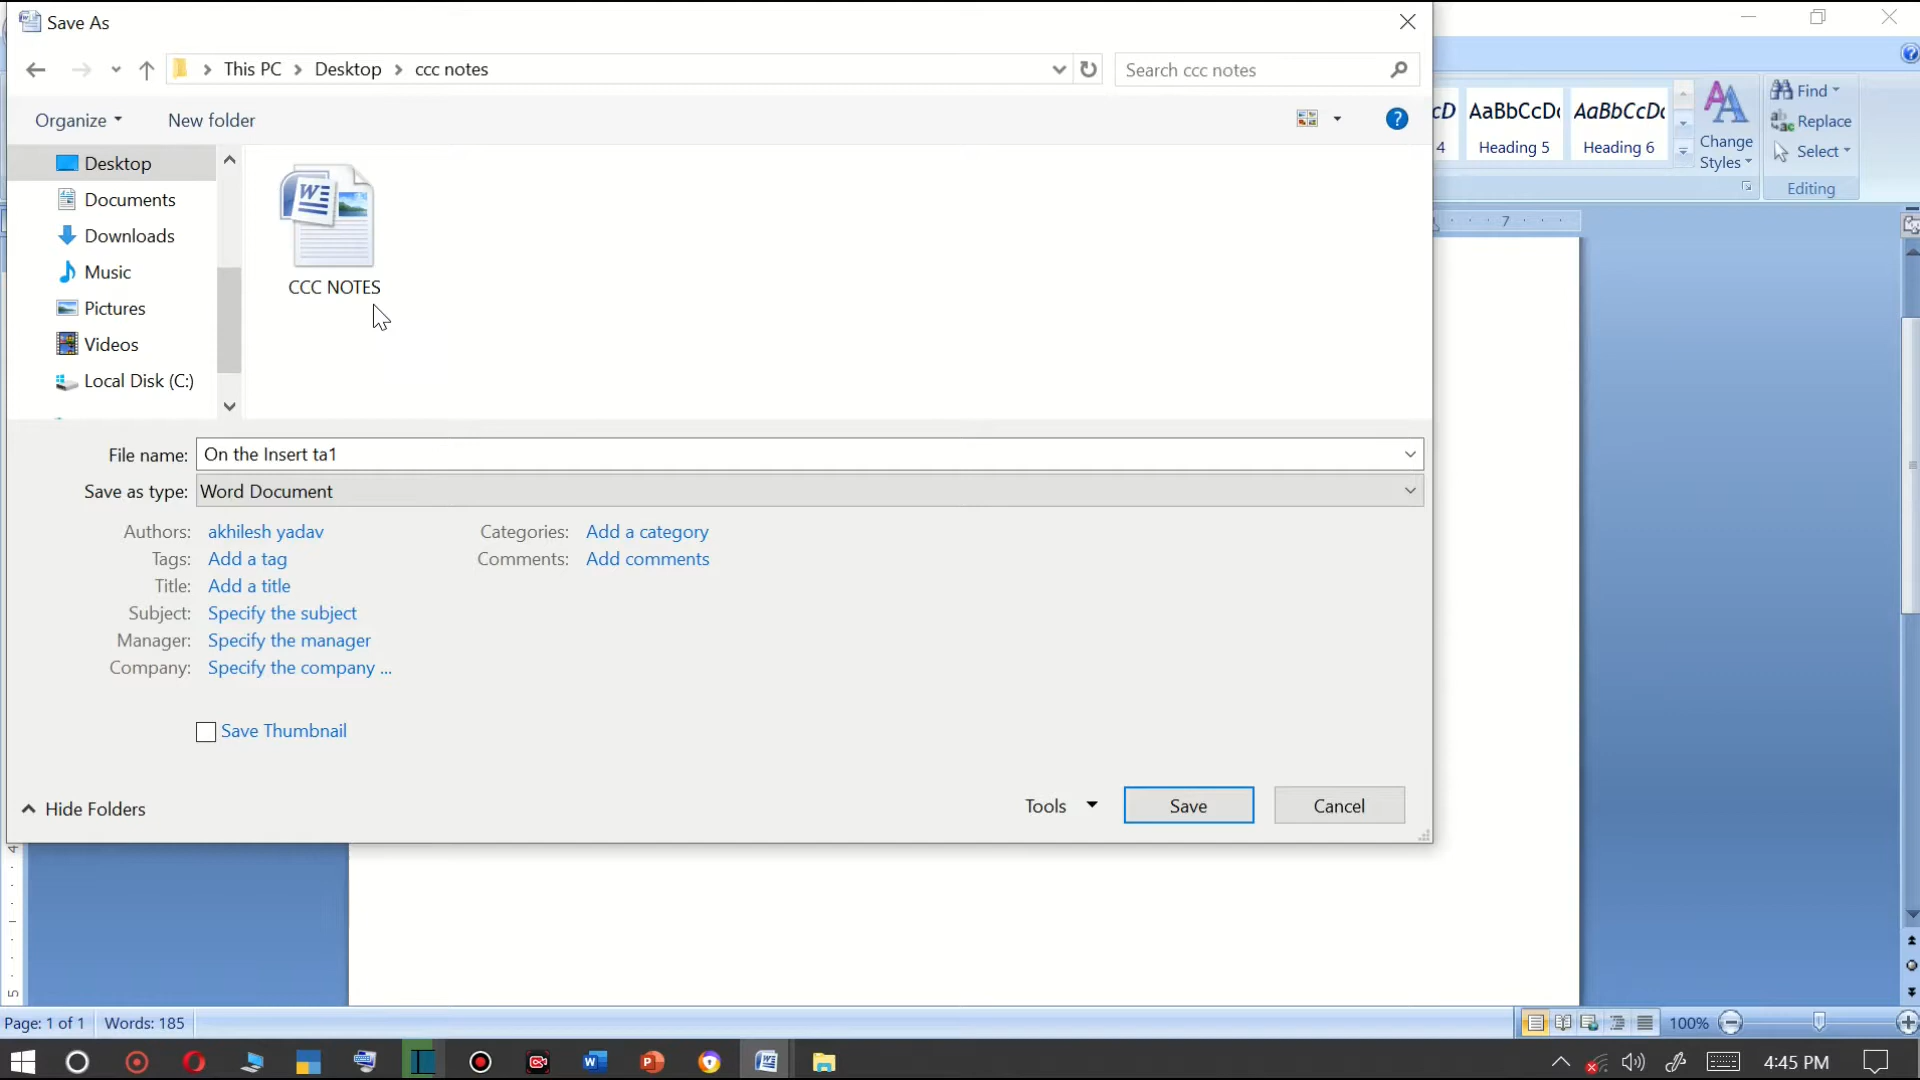 Save As
This PC > Desktop > ccc notes
Search ccc notes
Organize
New folder
Desktop
Documents
Downloads
Music
Pictures
Videos
Local Disk (C:)
CCC NOTES
File name: On the Insert ta1
Save as type: Word Document
Authors: akhilesh yadav
Categories: Add a category
Tags: Add a tag
Comments: Add comments
Title: Add a title
Subject: Specify the subject
Manager: Specify the manager
Company: Specify the company ...
Save Thumbnail
Hide Folders
Tools
Save
Cancel
AaBbCcDc
AaBbCcDc
4
Heading 5
Heading 6
Change
Styles
Find
Replace
Select
Editing
7
4
5
Page: 1 of 1
Words: 185
100%
4:45 PM